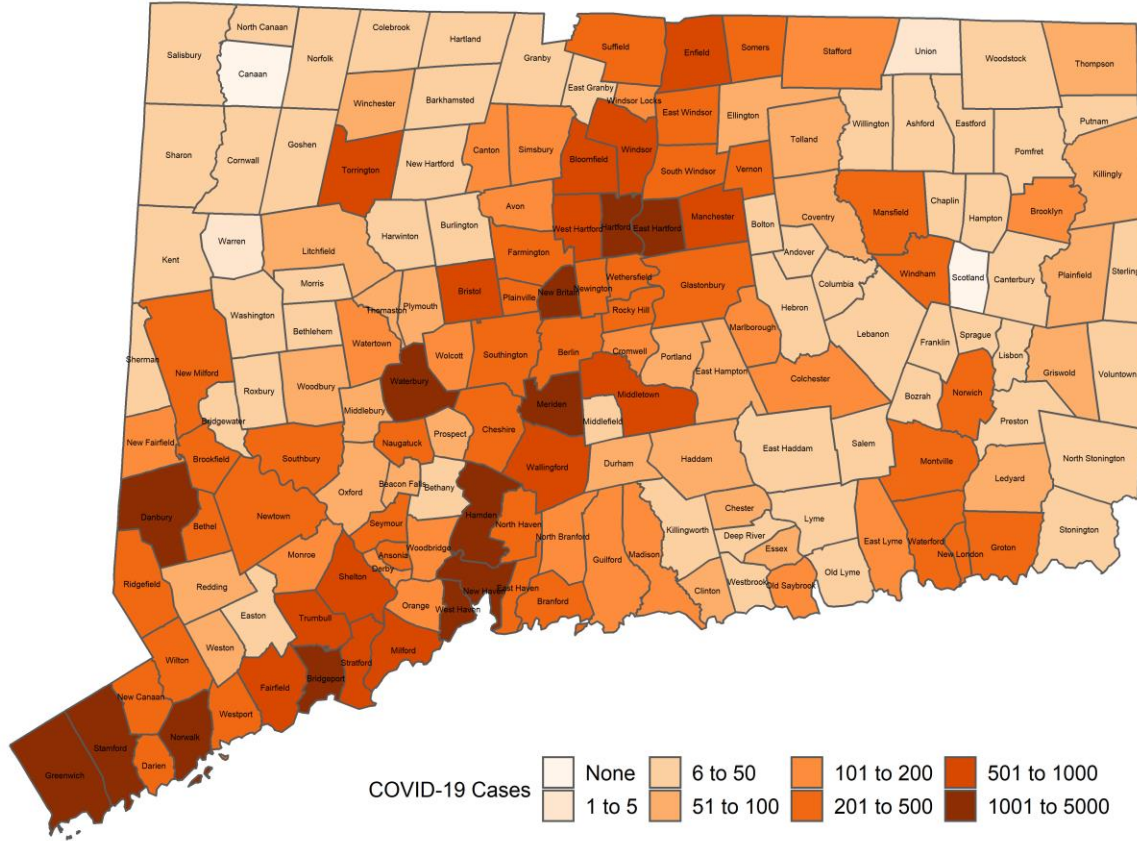 North Canaan
Colebrook
Hartland
Salisbury
Canaan
Norfolk
Granby
Suffield
Enfield
Somers
Stafford
Union
Woodstock
Thompson
East Granby
Windsor Locks
Winchester
Barkhamsted
East Windsor
Ellington
Willington
Ashford
Eastford
Putnam
Sharon
Cornwall
Goshen
Torrington
New Hartford
Canton
Simsbury
Bloomfield
Windsor
South Windsor
Vernon
Tolland
Pomfret
Killingly
Kent
Warren
Litchfield
Harwinton
Burlington
Avon
West Hartford
Hartford
East Hartford
Manchester
Bolton
Coventry
Mansfield
Chaplin
Hampton
Brooklyn
Andover
Farmington
Morris
Bristol
Plainville
New Britain
Newington
Wethersfield
Glastonbury
Hebron
Columbia
Windham
Scotland
Canterbury
Plainfield
Sterling
Washington
Bethlehem
Thomaston
Plymouth
Rocky Hill
Marlborough
Lebanon
Franklin
Sprague
Lisbon
Griswold
Voluntown
Sherman
New Milford
Watertown
Wolcott
Southington
Berlin
Cromwell
Portland
East Hampton
Colchester
Roxbury
Woodbury
Waterbury
Meriden
Middletown
Middlefield
Bozrah
Norwich
Preston
Bridgewater
Middlebury
Cheshire
New Fairfield
Brookfield
Southbury
Naugatuck
Prospect
Wallingford
Durham
Haddam
East Haddam
Salem
Montville
North Stonington
Danbury
Bethel
Newtown
Oxford
Beacon Falls
Bethany
Hamden
North Haven
Ledyard
Seymour
Killingworth
Chester
Lyme
Ridgefield
Redding
Monroe
Ansonia
Derby
Woodbridge
North Branford
Guilford
Madison
Deep River
Essex
East Lyme
Waterford
New London
Groton
Stonington
Shelton
Orange
New Haven
East Haven
West Haven
Branford
Clinton
Westbrook
Old Saybrook
Old Lyme
Easton
Trumbull
Weston
Wilton
Milford
Stratford
New Canaan
Fairfield
Bridgeport
Westport
Norwalk
Greenwich
Stamford
Darien
COVID-19 Cases
None
6 to 50
101 to 200
501 to 1000
1 to 5
51 to 100
201 to 500
1001 to 5000